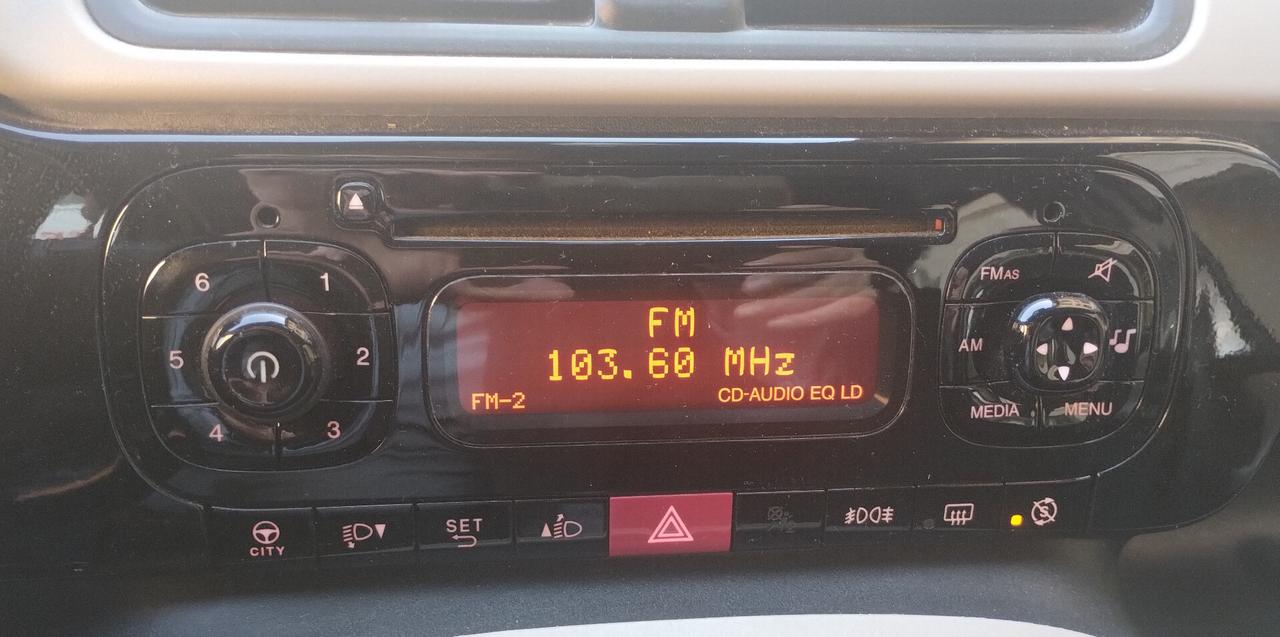 6 1
5 2
4 3
FM
103.60 MHz
FM-2 CD-AUDIO EQ LD
FMAS
AM
MEDIA MENU
CITY
SET